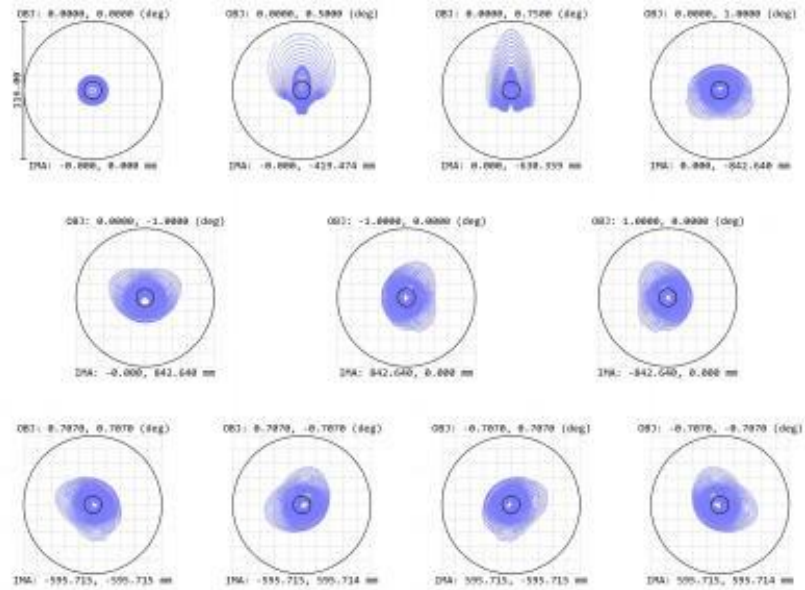 OBJ: 0.0000, 0.0000 (deg)
OBJ: 0.0000, 0.5000 (deg)
OBJ: 0.0000, 0.7500 (deg)
OBJ: 0.0000, 1.0000 (deg)
IMA: -0.000, 0.000 mm
IMA: -0.000, -419.474 mm
IMA: 0.000, -630.359 mm
IMA: 0.000, -842.640 mm
OBJ: 0.0000, -1.0000 (deg)
OBJ: -1.0000, 0.0000 (deg)
OBJ: 1.0000, 0.0000 (deg)
IMA: -0.000, 842.640 mm
IMA: 842.640, 0.000 mm
IMA: -842.640, 0.000 mm
OBJ: 0.7070, 0.7070 (deg)
OBJ: 0.7070, -0.7070 (deg)
OBJ: -0.7070, 0.7070 (deg)
OBJ: -0.7070, -0.7070 (deg)
IMA: -595.715, -595.715 mm
IMA: -595.715, 595.714 mm
IMA: 595.715, -595.715 mm
IMA: 595.715, 595.714 mm